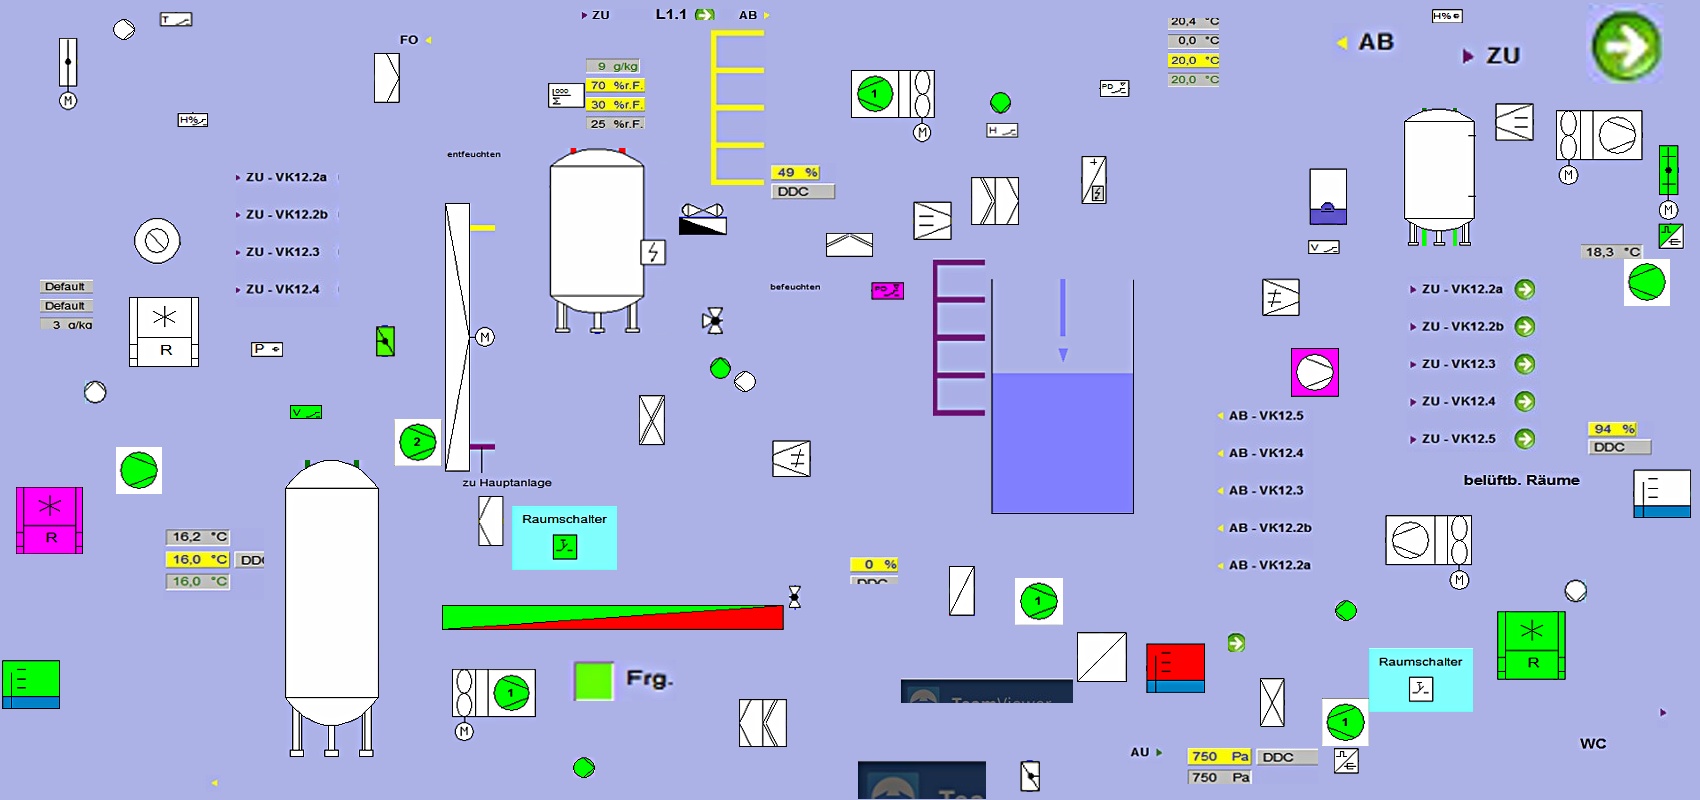 T
ZU
L1.1
AB
FO
M
H%
AB
ZU
H%
20,4 °C
0,0 °C
20,0 °C
20,0 °C
9 g/kg
70 %r.F.
30 %r.F.
25 %r.F.
1000
Σ
1
M
PD
H
entfeuchten
49 %
DDC
ZU - VK12.2a
ZU - VK12.2b
ZU - VK12.3
ZU - VK12.4
M
M
V
18,3 °C
Default
Default
3 g/kg
R
P
M
befeuchten
PD
ZU - VK12.2a
ZU - VK12.2b
ZU - VK12.3
ZU - VK12.4
ZU - VK12.5
V
2
AB - VK12.5
AB - VK12.4
AB - VK12.3
AB - VK12.2b
AB - VK12.2a
94 %
DDC
belüftb. Räume
zu Hauptanlage
R
Raumschalter
16,2 °C
16,0 °C
DDC
16,0 °C
0 %
DDC
M
1
R
Raumschalter
1
M
Frg.
TeamViewer
1
WC
AU
750 Pa
DDC
750 Pa